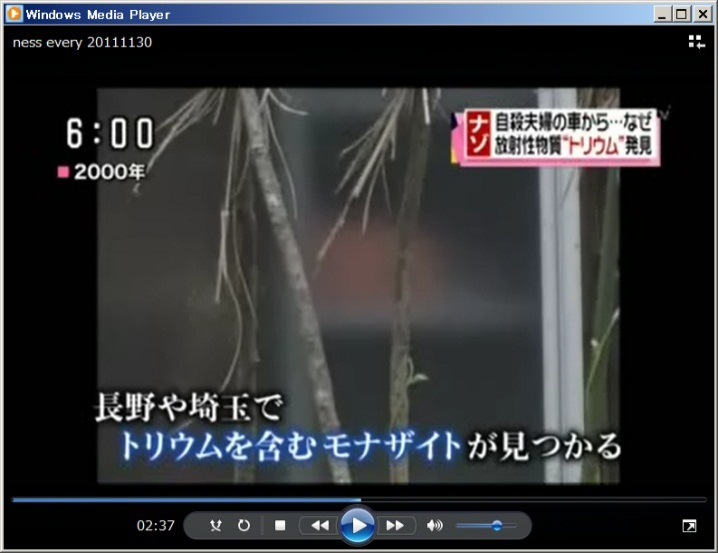 Windows Media Player
ness every 20111130
6:00
2000年
ナゾ
自殺夫婦の車から…なぜ
放射性物質"トリウム"発見
長野や埼玉で
トリウムを含むモナザイトが見つかる
02:37